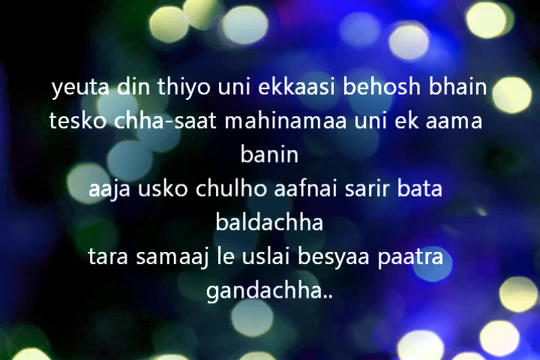 yeuta din thiyo uni ekkaasi behosh bhain
tesko chha-saat mahinamaa uni ek aama
banin
aaja usko chulho aafnai sarir bata
baldachha
tara samaaj le uslai besyaa paatra
gandachha..